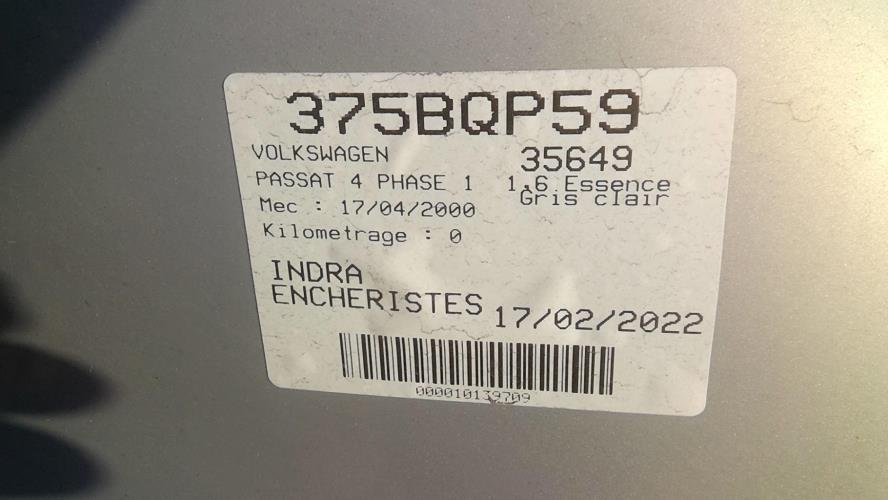 375BQP59
VOLKSWAGEN 35649
PASSAT 4 PHASE 1 1.6 Essence
Gris clair
Mec : 17/04/2000
Kilometrage : 0
INDRA
ENCHERISTES 17/02/2022
000010139709